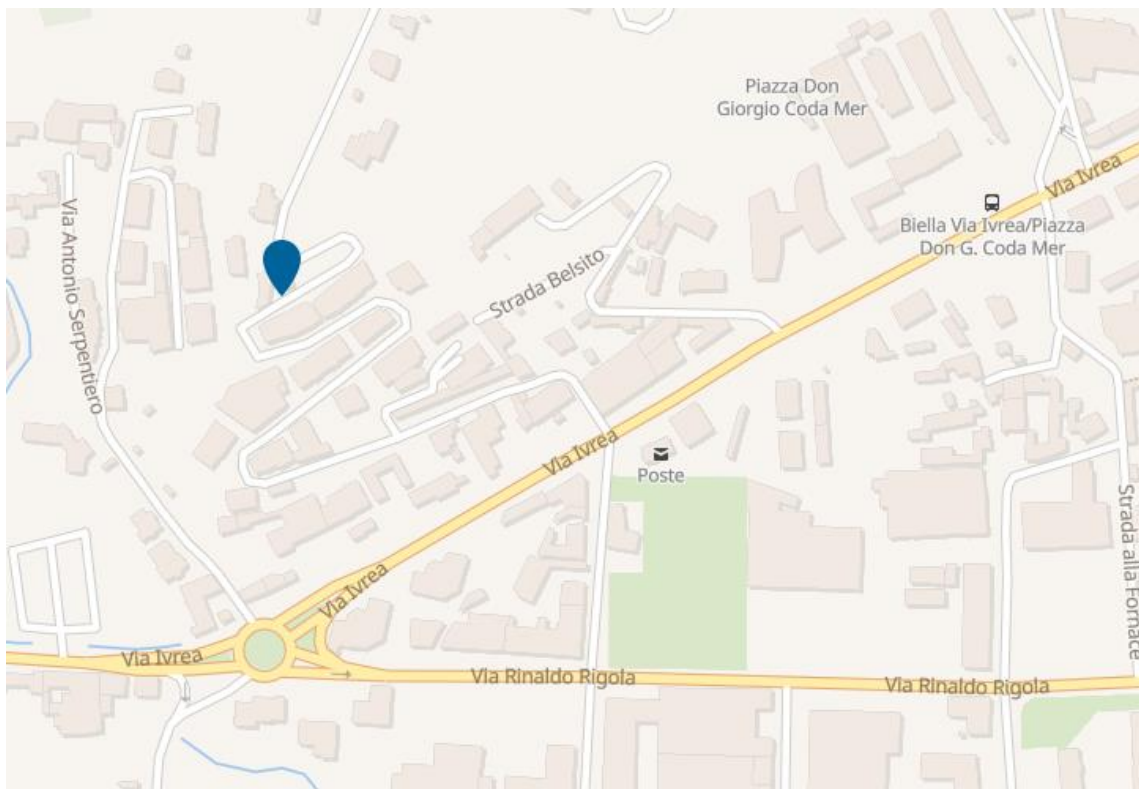 Piazza Don
Giorgio Coda Mer
Via Ivrea
Biella Via Ivrea/Piazza
Don G. Coda Mer
Via Antonio Serpentiero
Strada Belsito
Via Ivrea
Poste
Strada alla Fornace
Via Ivrea
Via Ivrea
Via Rinaldo Rigola
Via Rinaldo Rigola